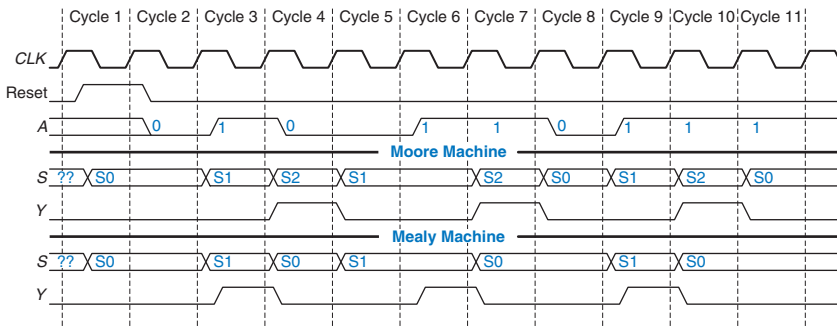 Cycle 1 Cycle 2 Cycle 3 Cycle 4 Cycle 5 Cycle 6 Cycle 7 Cycle 8 Cycle 9 Cycle 10 Cycle 11
CLK
Reset
A 0 1 0 1 1 0 1 1 1
Moore Machine
S ?? S0 S1 S2 S1 S2 S0 S1 S2 S0
Y
Mealy Machine
S ?? S0 S1 S0 S1 S0 S1 S0
Y